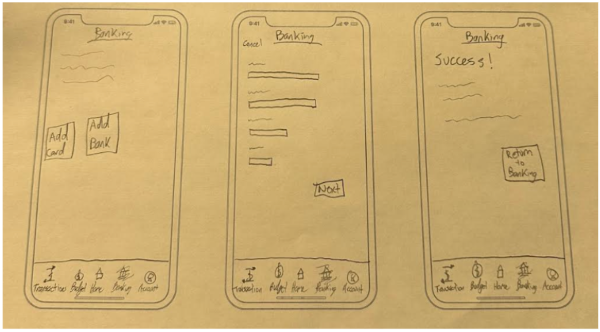 9:41
Banking
Add
Card
Add
Bank
Transaction Budget Home Banking Account
9:41
Banking
Cancel
Next
Transaction Budget Home Banking Account
9:41
Banking
Success!
Return
to
Banking
Transaction Budget Home Banking Account